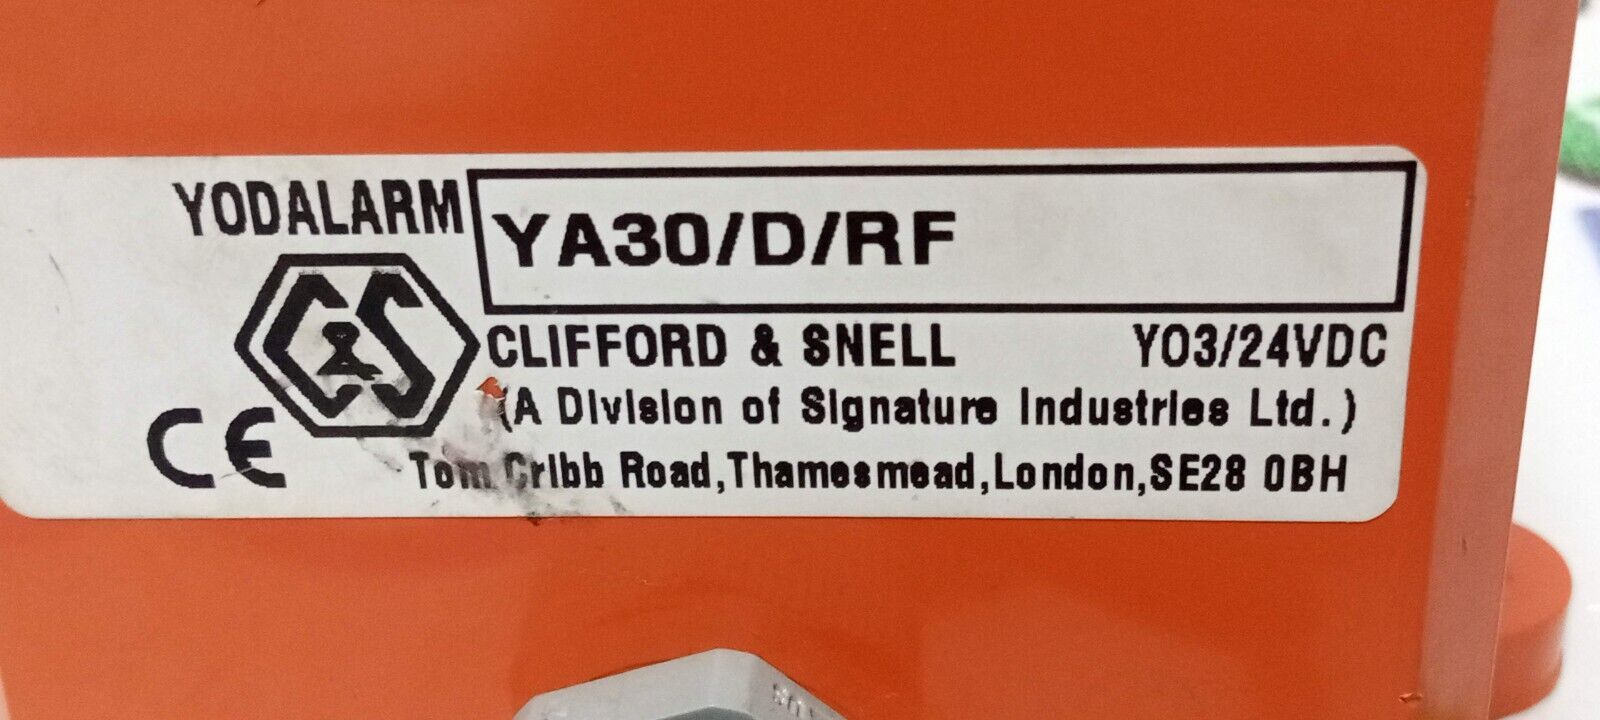 YODALARM
YA30/D/RF
C&S
CLIFFORD & SNELL YO3/24VDC
(A Division of Signature Industries Ltd.)
CE
Tom Cribb Road,Thamesmead,London,SE28 0BH